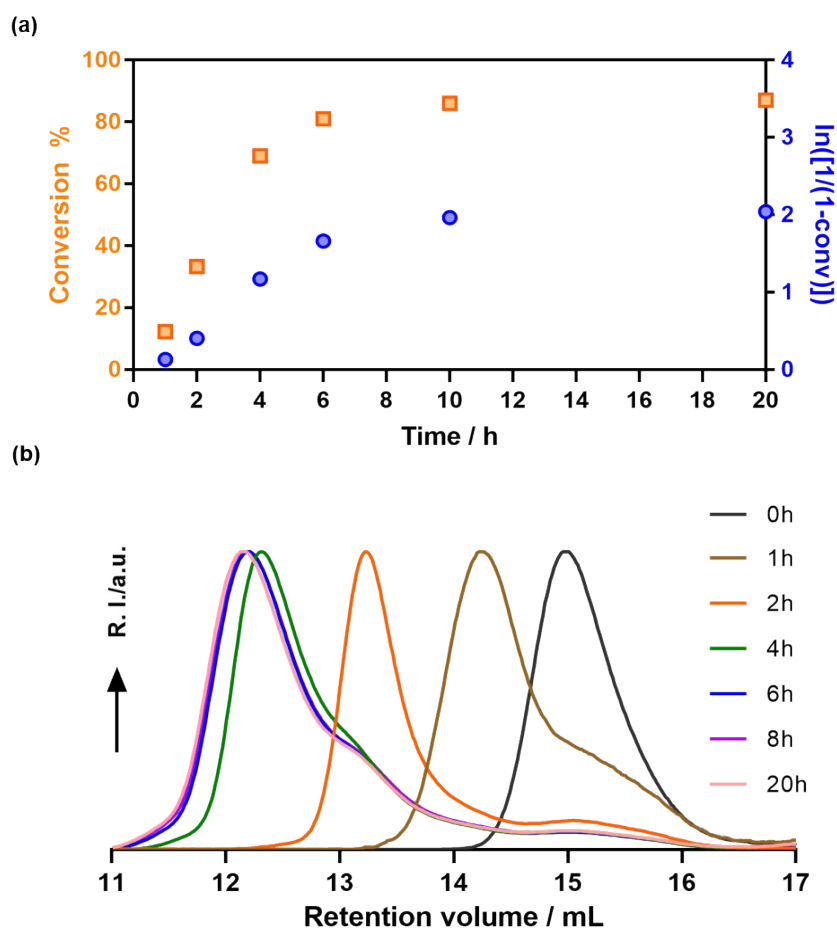 (a)
100
80
60
40
20
0
Conversion %
4
3
2
1
0
ln([1/(1-conv)])
0 2 4 6 8 10 12 14 16 18 20
Time / h
(b)
R. I./a.u.
0h
1h
2h
4h
6h
8h
20h
11 12 13 14 15 16 17
Retention volume / mL